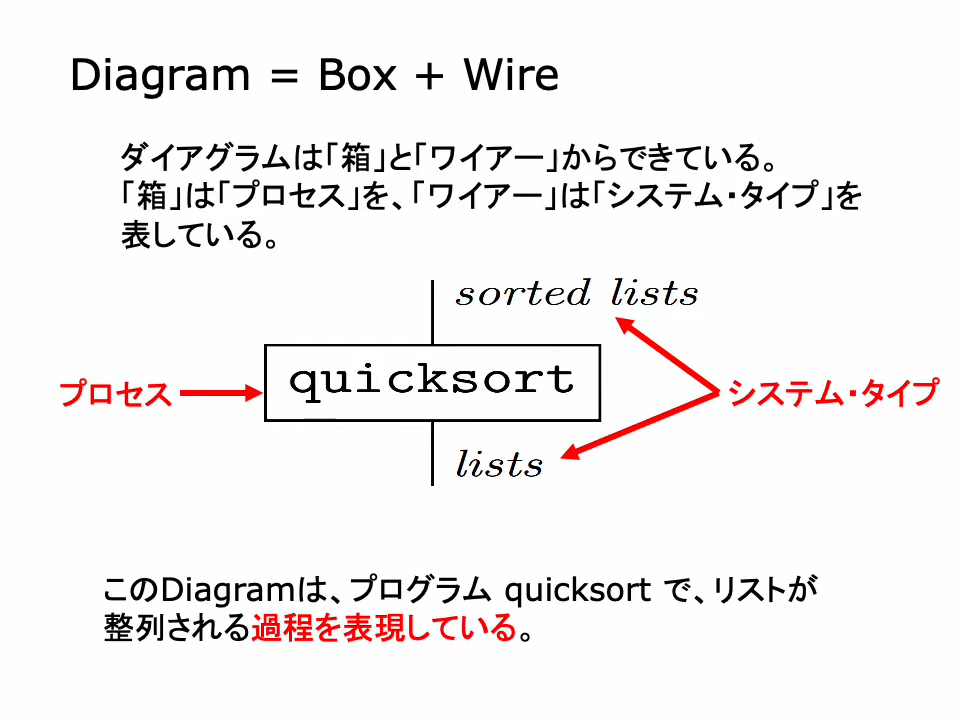 Diagram = Box + Wire
ダイアグラムは「箱」と「ワイアー」からできている。
「箱」は「プロセス」を、「ワイアー」は「システム・タイプ」を
表している。
sorted lists
quicksort
プロセス
システム・タイプ
lists
このDiagramは、プログラム quicksort で、リストが
整列される過程を表現している。